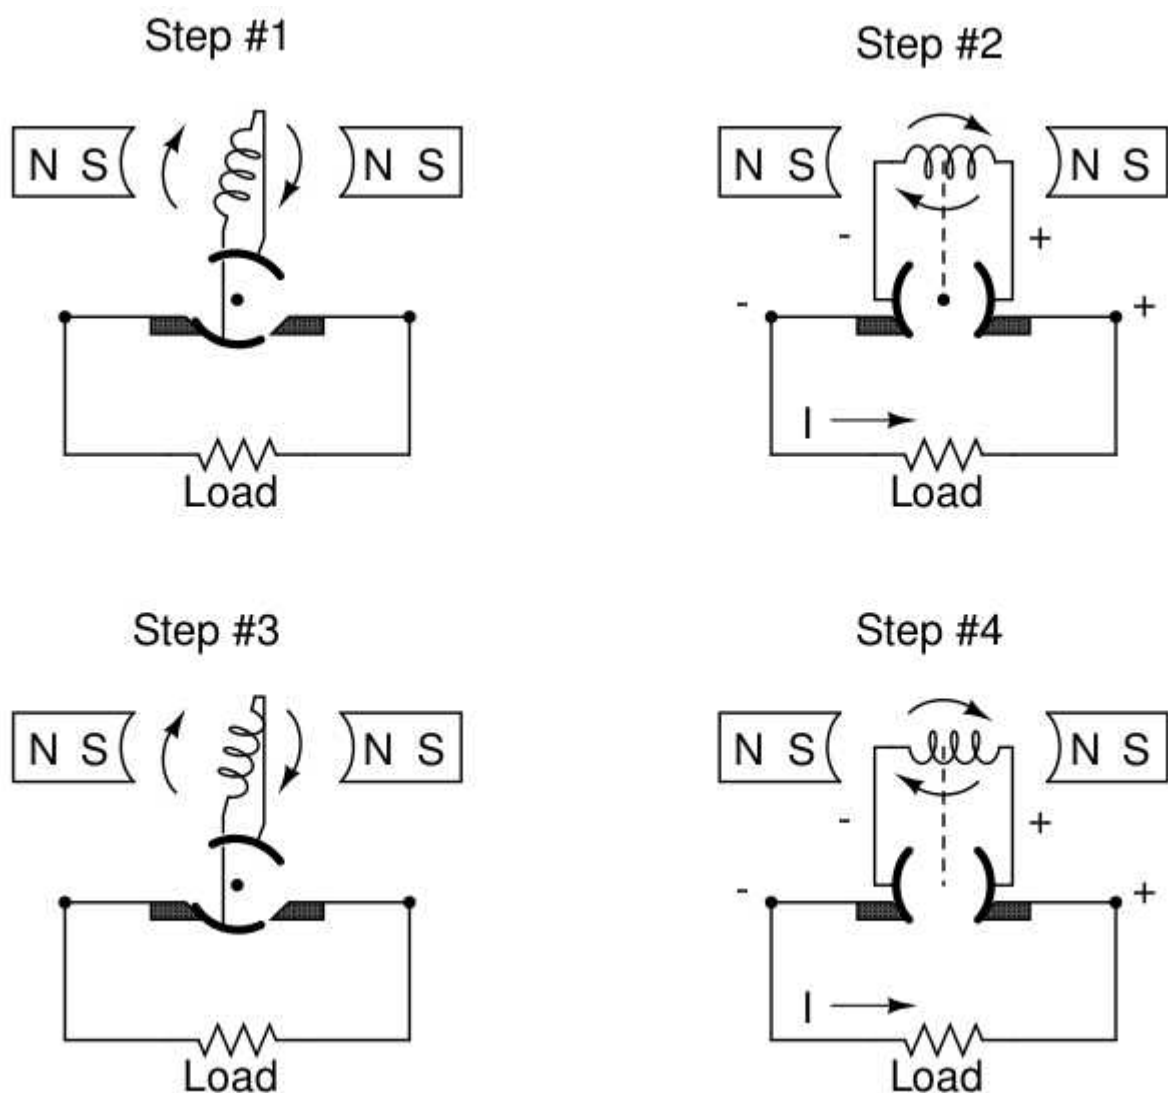 Step #1
N S
N S
Load
Step #2
N S
N S
- +
- +
I
Load
Step #3
N S
N S
Load
Step #4
N S
N S
- +
- +
I
Load